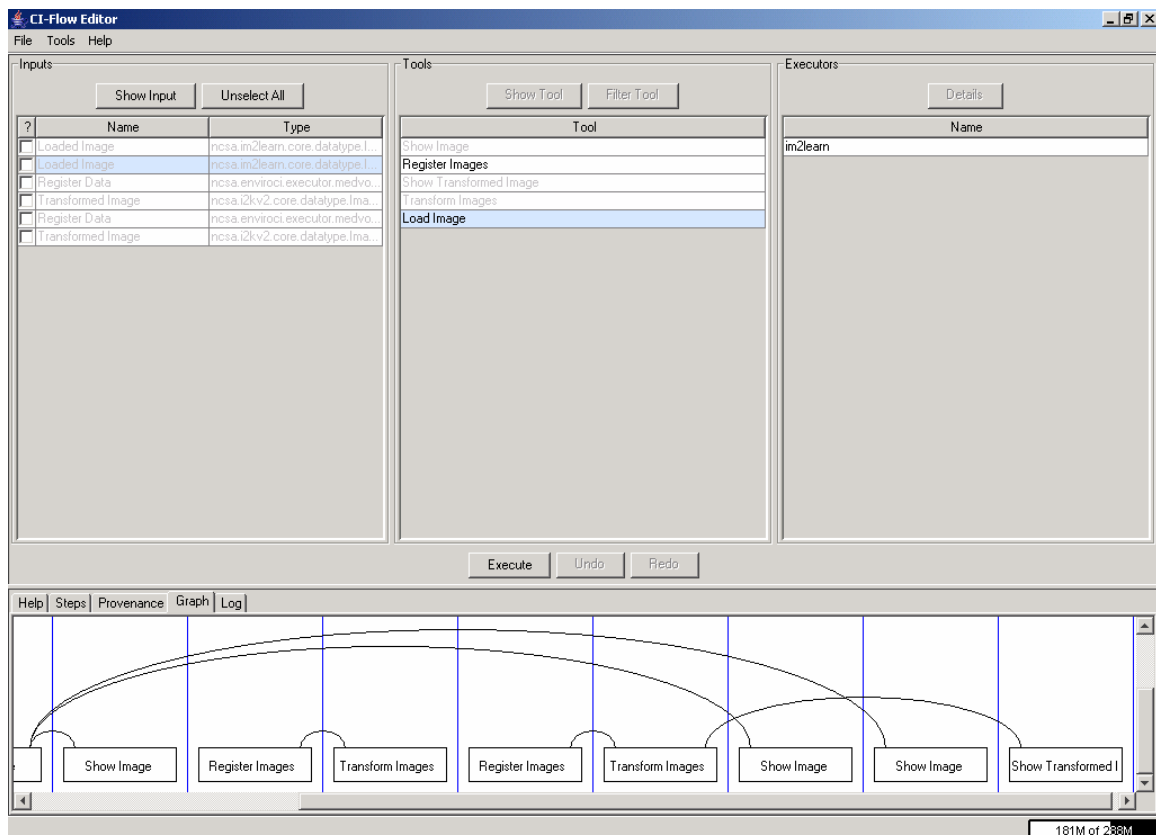 CI-Flow Editor
File Tools Help
Inputs
Tools
Executors
Show Input
Unselect All
Show Tool
Filter Tool
Details
? Name Type
Tool
Name
Loaded Image ncsa.im2learn.core.datatype.I...
Show Image
im2learn
Loaded Image ncsa.im2learn.core.datatype.I...
Register Images
Register Data ncsa.enviroci.executor.medvo...
Show Transformed Image
Transformed Image ncsa.i2kv2.core.datatype.Ima...
Transform Images
Register Data ncsa.enviroci.executor.medvo...
Load Image
Transformed Image ncsa.i2kv2.core.datatype.Ima...
Execute
Undo
Redo
Help Steps Provenance Graph Log
Show Image
Register Images
Transform Images
Register Images
Transform Images
Show Image
Show Image
Show Transformed I
181M of 288M